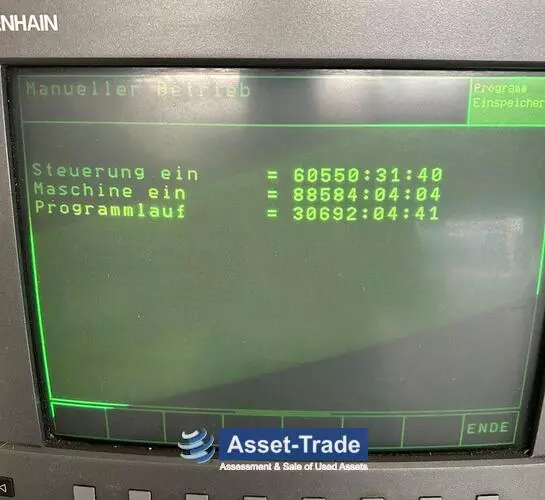 NHAIN
Manueller Betrieb
Programm
Einspeicher
Steuerung ein = 60550:31:40
Maschine ein = 88584:04:04
Programmlauf = 30692:04:41
ENDE
Asset-Trade
Assessment & Sale of Used Assets